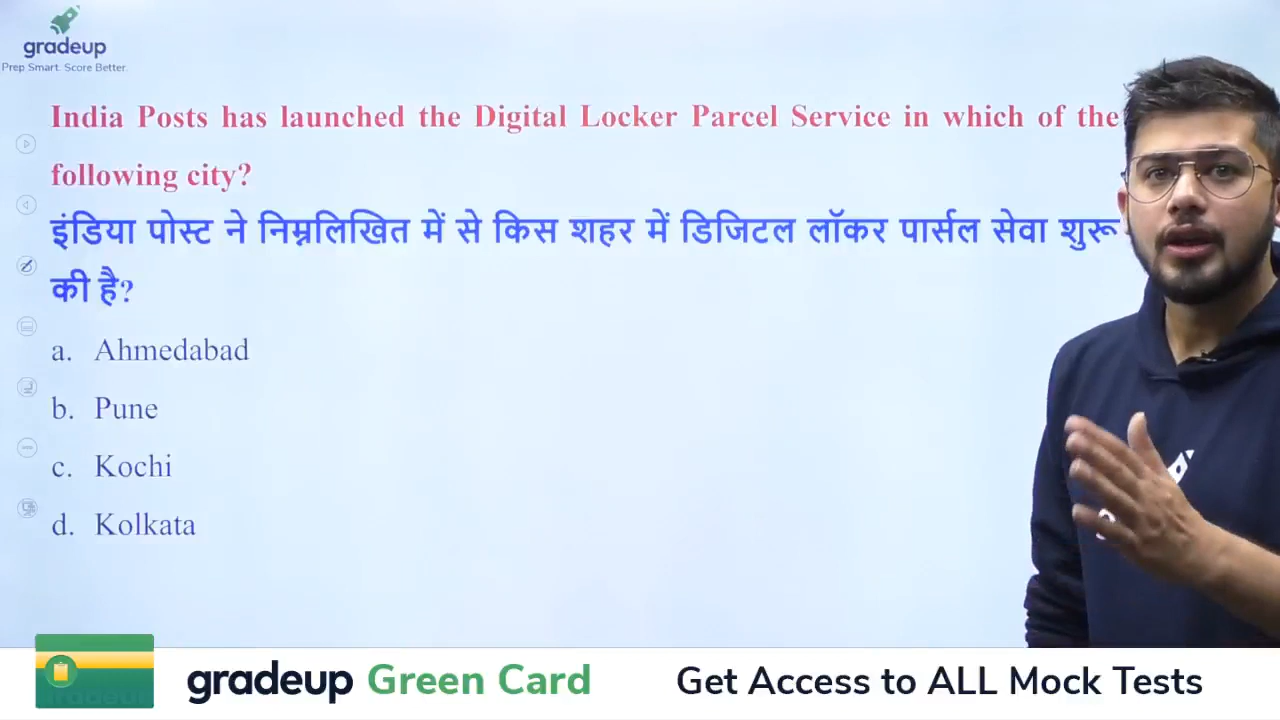 gradeup
Prep Smart. Score Better.
India Posts has launched the Digital Locker Parcel Service in which of the
following city?
इंडिया पोस्ट ने निम्नलिखित में से किस शहर में डिजिटल लॉकर पार्सल सेवा शुरू
की है?
a. Ahmedabad
b. Pune
c. Kochi
d. Kolkata
gradeup
gradeup Green Card
Get Access to ALL Mock Tests